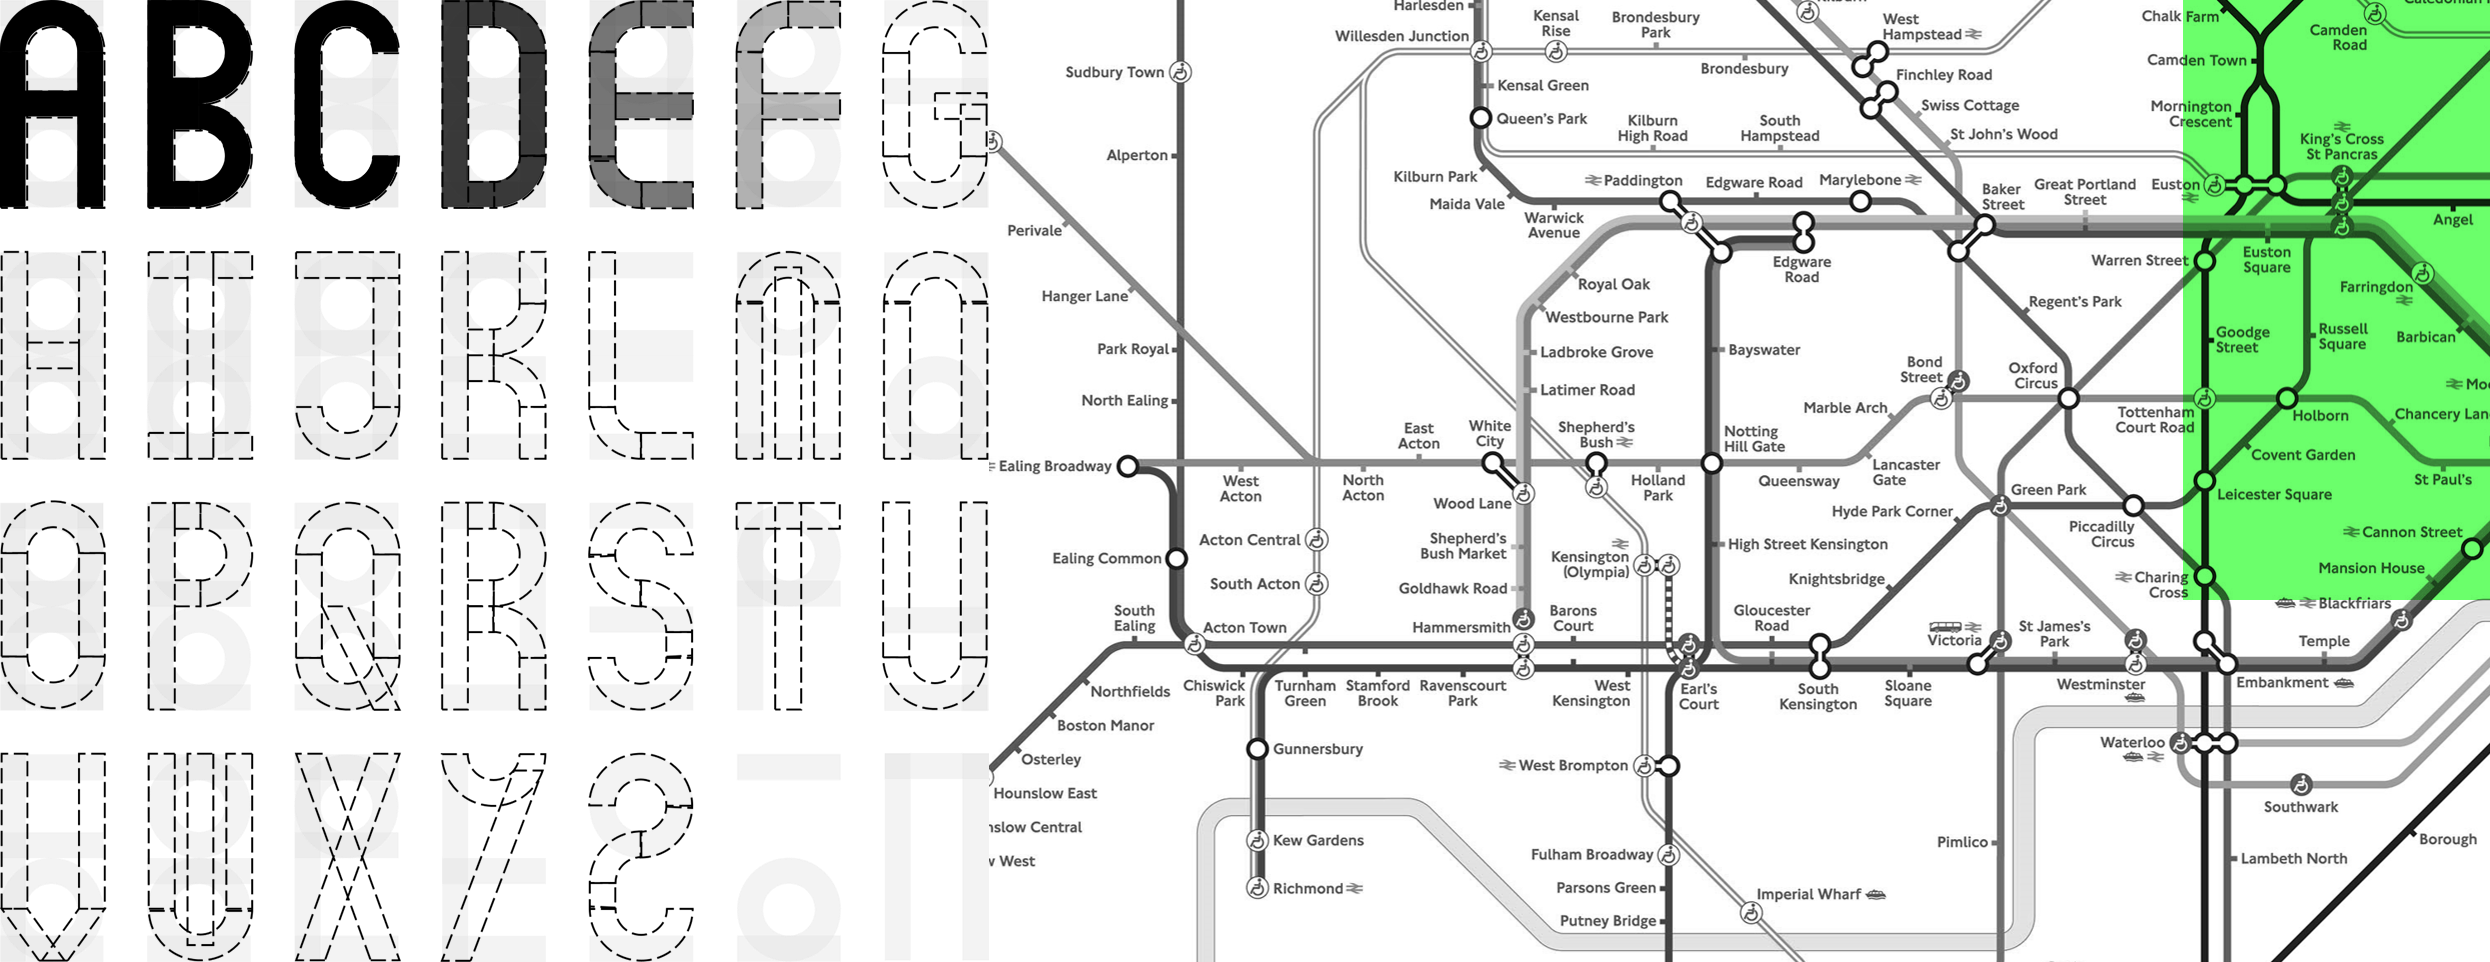 A B C D E F G
H I J K L M N
O P Q R S T U
V W X Y Z
Harlesden
Willesden Junction
Kensal
Rise
Brondesbury
Park
Brondesbury
West
Hampstead
Finchley Road
Swiss Cottage
St John's Wood
Sudbury Town
Kensal Green
Queen's Park
Kilburn
High Road
South
Hampstead
Alperton
Kilburn Park
Maida Vale
Warwick
Avenue
Paddington
Edgware Road
Marylebone
Baker
Street
Great Portland
Street
Edgware
Road
Chalk Farm
Camden Town
Camden
Road
Mornington
Crescent
King's Cross
St Pancras
Euston
Angel
Warren Street
Euston
Square
Farringdon
Barbican
Perivale
Hanger Lane
Royal Oak
Westbourne Park
Regent's Park
Goodge
Street
Russell
Square
Park Royal
Ladbroke Grove
Bayswater
Latimer Road
North Ealing
Bond
Street
Oxford
Circus
Marble Arch
Tottenham
Court Road
Holborn
Chancery Lan
Moo
East
Acton
White
City
Shepherd's
Bush
Notting
Hill Gate
Ealing Broadway
West
Acton
North
Acton
Wood Lane
Holland
Park
Queensway
Lancaster
Gate
Covent Garden
St Paul's
Green Park
Leicester Square
Hyde Park Corner
Piccadilly
Circus
Cannon Street
Mansion House
Acton Central
South Acton
Ealing Common
Shepherd's
Bush Market
Goldhawk Road
Kensington
(Olympia)
High Street Kensington
Knightsbridge
Charing
Cross
Blackfriars
South
Ealing
Acton Town
Hammersmith
Barons
Court
Gloucester
Road
Victoria
St James's
Park
Temple
Northfields
Boston Manor
Osterley
Hounslow East
nslow Central
w West
Chiswick
Park
Turnham
Green
Stamford
Brook
Ravenscourt
Park
West
Kensington
Earl's
Court
South
Kensington
Sloane
Square
Westminster
Embankment
Gunnersbury
West Brompton
Waterloo
Southwark
Kew Gardens
Richmond
Fulham Broadway
Parsons Green
Putney Bridge
Imperial Wharf
Pimlico
Lambeth North
Borough